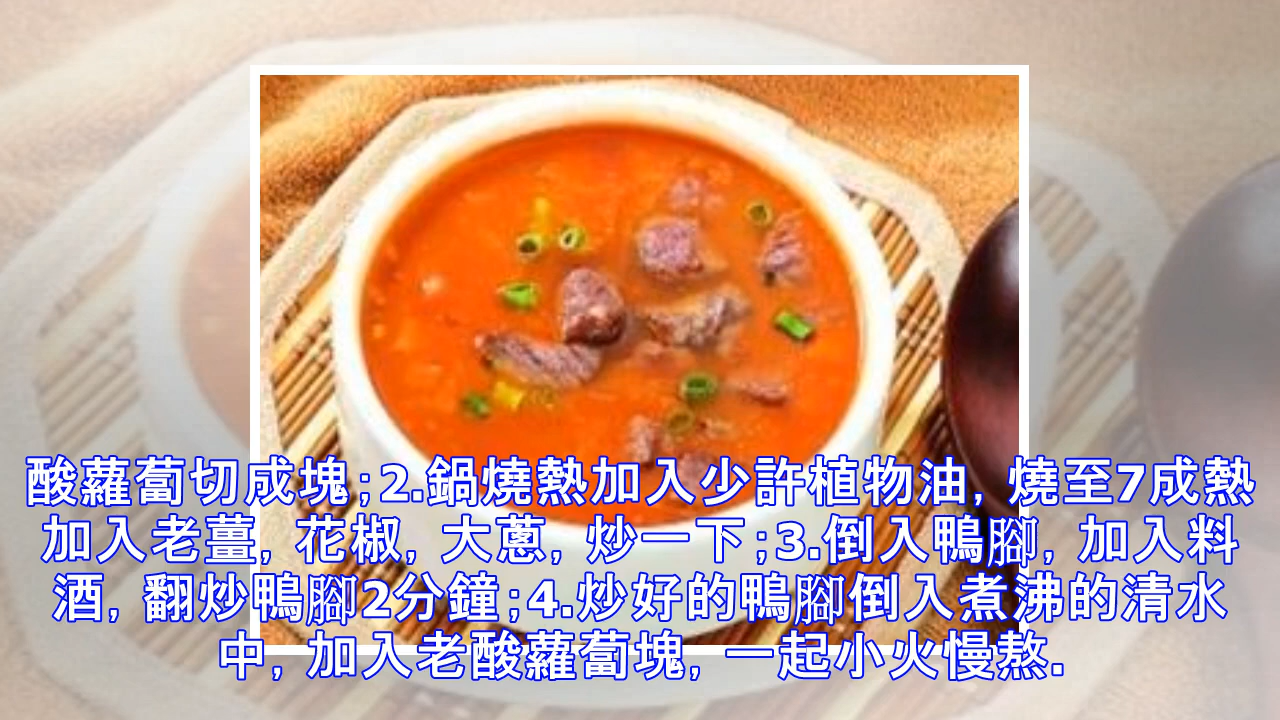 酸蘿蔔切成塊;2.鍋燒熱加入少許植物油, 燒至7成熱
加入老薑, 花椒, 大蔥, 炒一下;3.倒入鴨腳, 加入料
酒, 翻炒鴨腳2分鐘;4.炒好的鴨腳倒入煮沸的清水
中, 加入老酸蘿蔔塊, 一起小火慢熬.